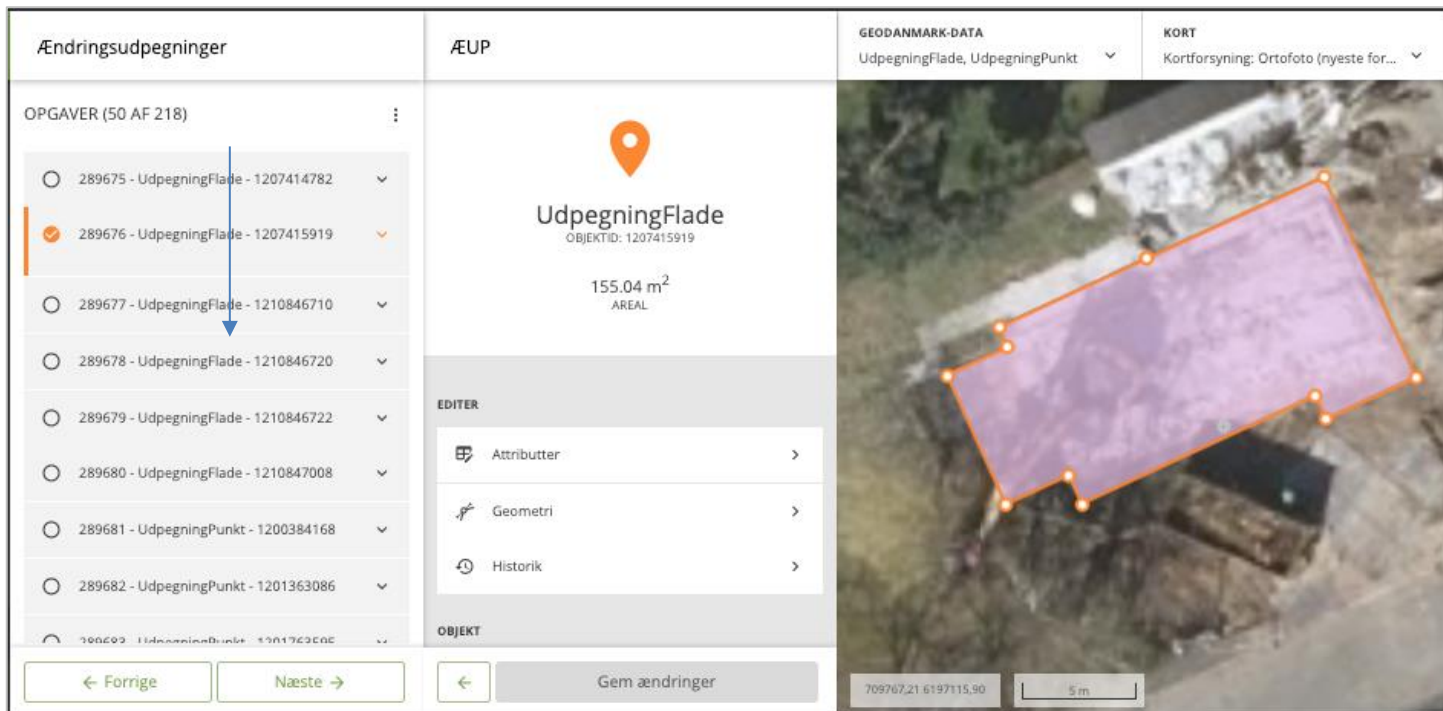 Ændringsudpegninger
OPGAVER (50 AF 218)
289675 - UdpegningFlade - 1207414782
289676 - UdpegningFlade - 1207415919
289677 - UdpegningFlade - 1210846710
289678 - UdpegningFlade - 1210846720
289679 - UdpegningFlade - 1210846722
289680 - UdpegningFlade - 1210847008
289681 - UdpegningPunkt - 1200384168
289682 - UdpegningPunkt - 1201363086
289683 - UdpegningPunkt - 1201763595
← Forrige
Næste →
ÆUP
UdpegningFlade
OBJEKTID: 1207415919
155.04 m²
AREAL
EDITER
Attributter
Geometri
Historik
OBJEKT
Gem ændringer
GEODANMARK-DATA
UdpegningFlade, UdpegningPunkt
KORT
Kortforsyning: Ortofoto (nyeste for...
709767,21 6197115,90
5 m